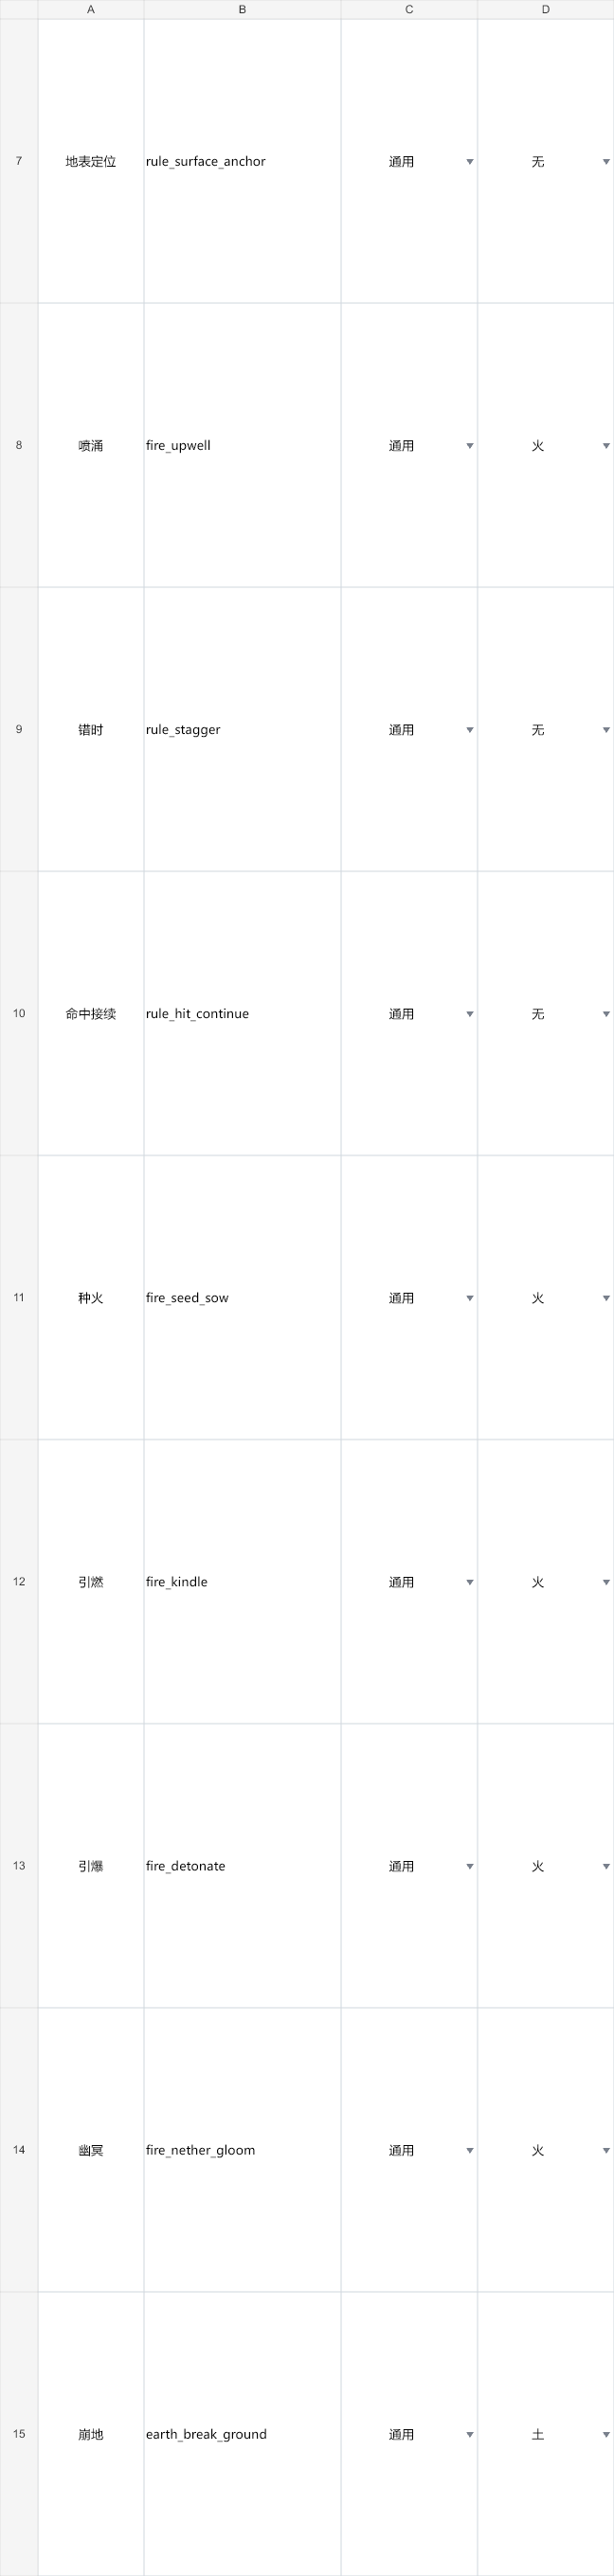 A B C D
7 地表定位 rule_surface_anchor 通用 无
8 喷涌 fire_upwell 通用 火
9 错时 rule_stagger 通用 无
10 命中接续 rule_hit_continue 通用 无
11 种火 fire_seed_sow 通用 火
12 引燃 fire_kindle 通用 火
13 引爆 fire_detonate 通用 火
14 幽冥 fire_nether_gloom 通用 火
15 崩地 earth_break_ground 通用 土